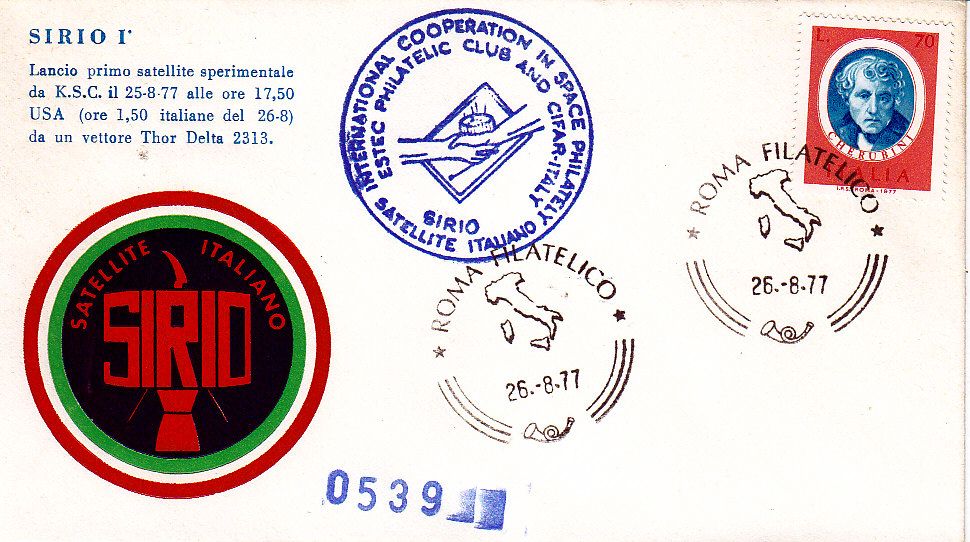 SIRIO I°
Lancio primo satellite sperimentale
da K.S.C. il 25-8-77 alle ore 17,50
USA (ore 1,50 italiane del 26-8)
da un vettore Thor Delta 2313.
INTERNATIONAL COOPERATION IN SPACE PHILATELY ON
ESTEC PHILATELIC CLUB AND CIFAR-ITALY
SIRIO
SATELLITE ITALIANO
L. 70
CHERUBINI
ITALIA
I.P.S. ROMA - 1977
ROMA FILATELICO
26.-8.77
ROMA FILATELICO
26.-8.77
SATELLITE ITALIANO
SIRIO
0539